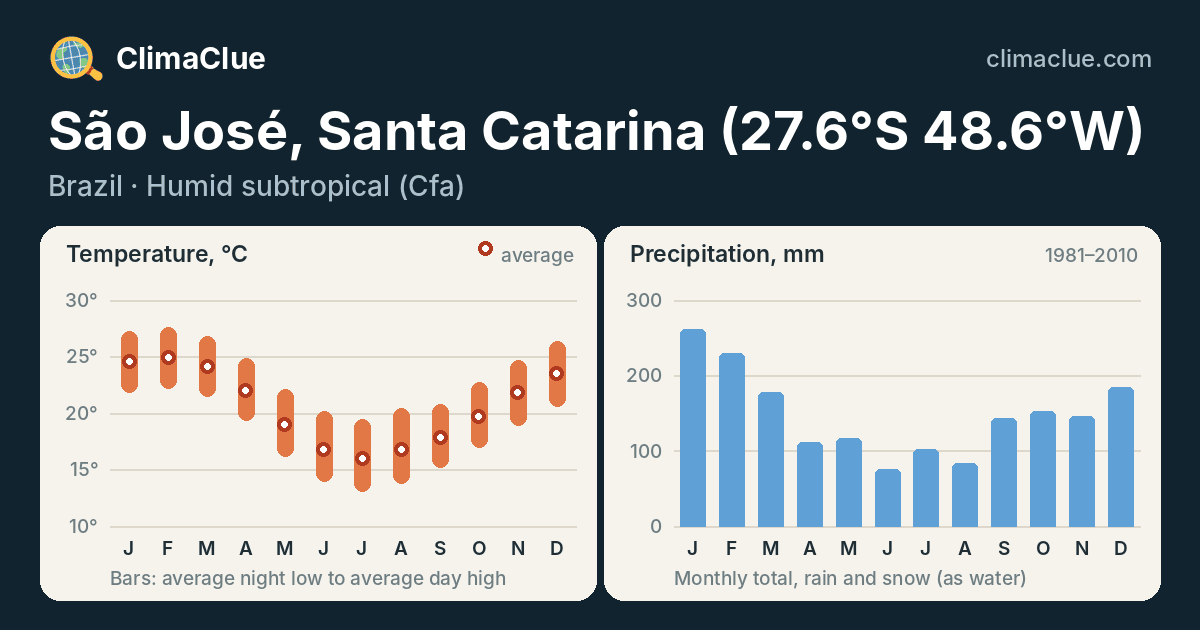 ClimaClue
climaclue.com
São José, Santa Catarina (27.6°S 48.6°W)
Brazil · Humid subtropical (Cfa)
Temperature, °C
average
30°
25°
20°
15°
10°
J F M A M J J A S O N D
Bars: average night low to average day high
Precipitation, mm
1981–2010
300
200
100
0
J F M A M J J A S O N D
Monthly total, rain and snow (as water)